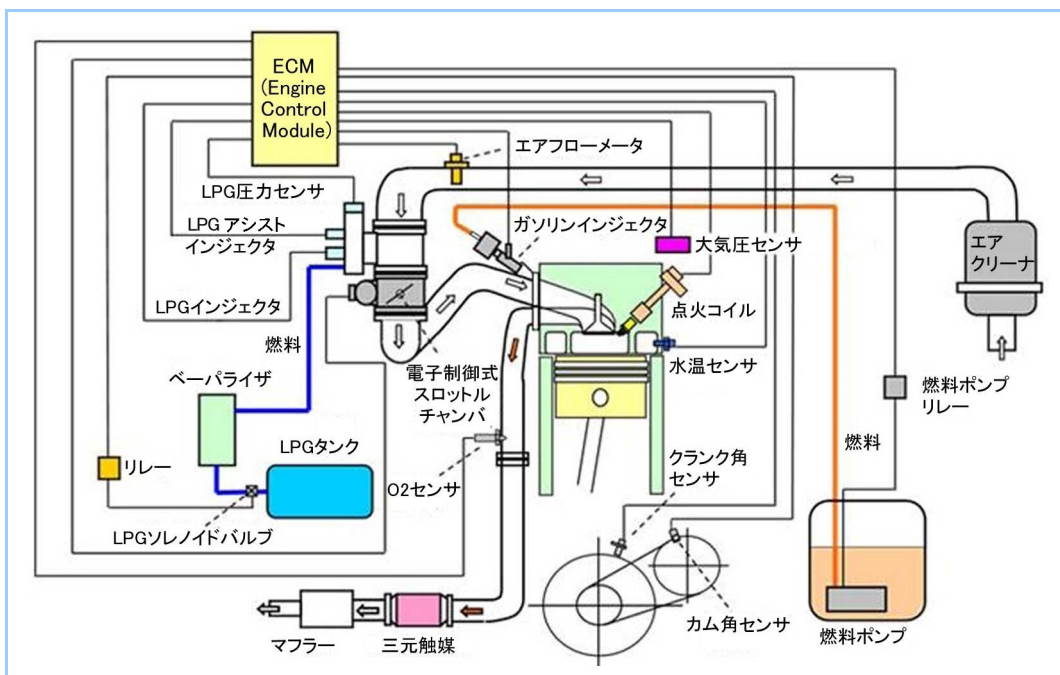 ECM
(Engine
Control
Module)
エアフローメータ
LPG圧力センサ
LPG アシスト
インジェクタ
ガソリンインジェクタ
大気圧センサ
エア
クリーナ
LPGインジェクタ
点火コイル
燃料
水温センサ
電子制御式
スロットル
チャンバ
ベーパライザ
燃料ポンプ
リレー
燃料
リレー
LPGタンク
O2センサ
クランク角
センサ
LPGソレノイドバルブ
カム角センサ
燃料ポンプ
マフラー
三元触媒